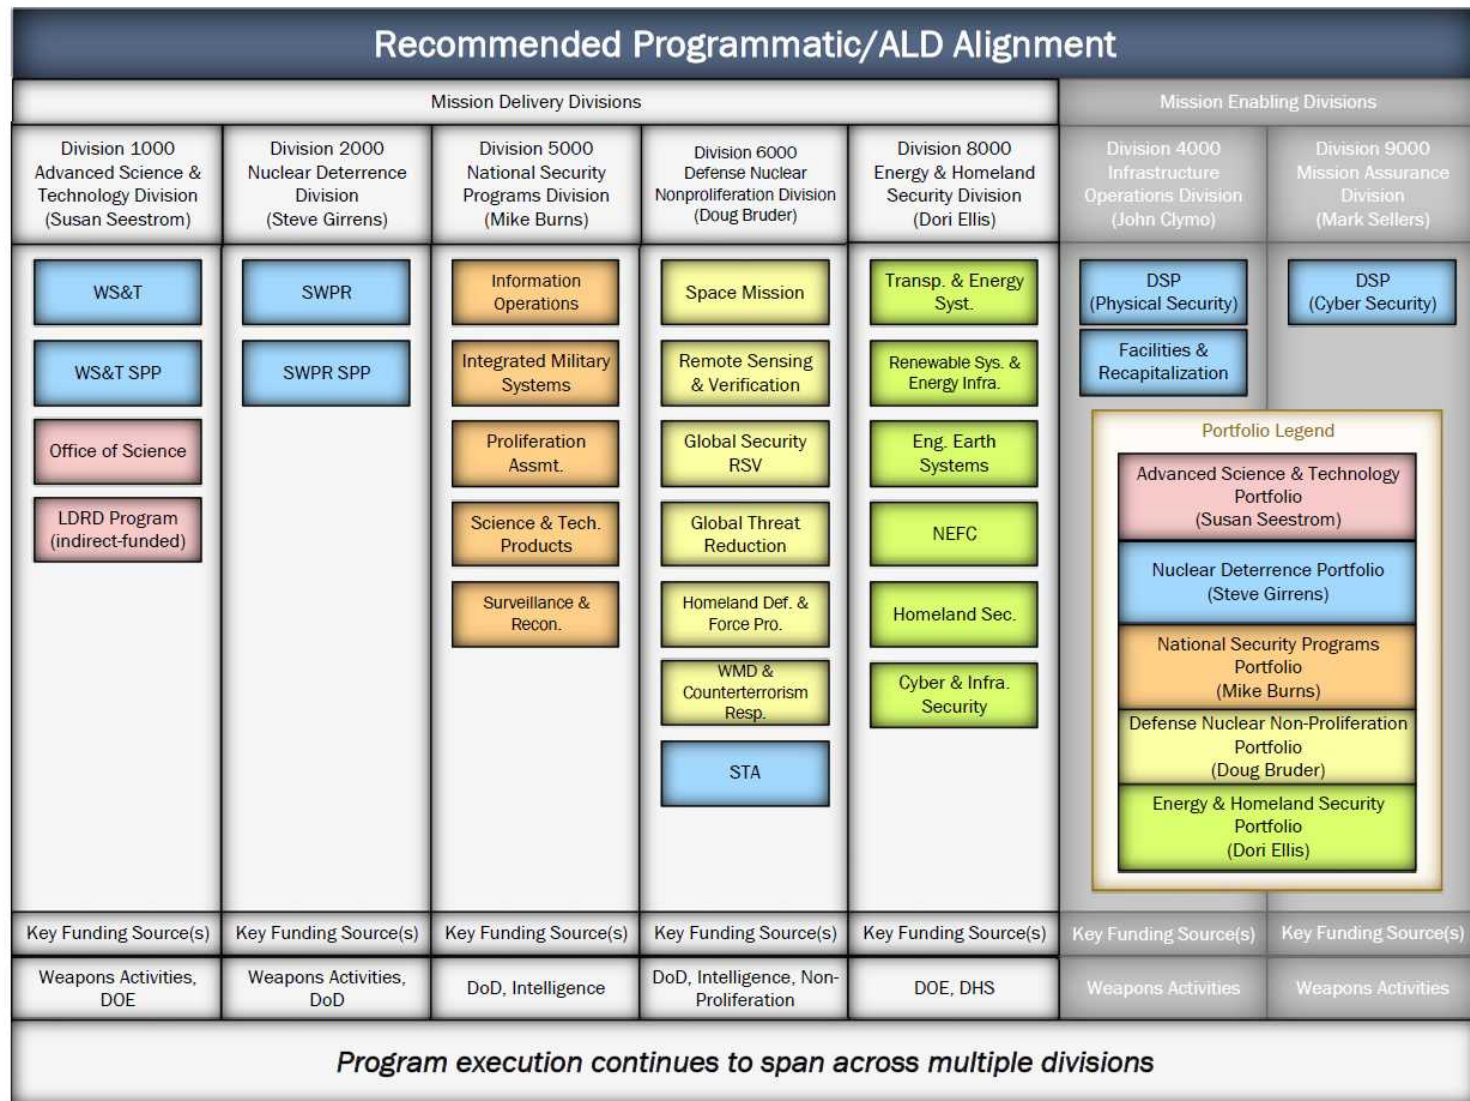 Recommended Programmatic/ALD Alignment
Mission Delivery Divisions
Mission Enabling Divisions
Division 1000
Advanced Science &
Technology Division
(Susan Seestrom)
Division 2000
Nuclear Deterrence
Division
(Steve Girrens)
Division 5000
National Security
Programs Division
(Mike Burns)
Division 6000
Defense Nuclear
Nonproliferation Division
(Doug Bruder)
Division 8000
Energy & Homeland
Security Division
(Dori Ellis)
Division 4000
Infrastructure
Operations Division
(John Clymo)
Division 9000
Mission Assurance
Division
(Mark Sellers)
WS&T
WS&T SPP
Office of Science
LDRD Program
(indirect-funded)
SWPR
SWPR SPP
Information
Operations
Integrated Military
Systems
Proliferation
Assmt.
Science & Tech.
Products
Surveillance &
Recon.
Space Mission
Remote Sensing
& Verification
Global Security
RSV
Global Threat
Reduction
Homeland Def. &
Force Pro.
WMD &
Counterterrorism
Resp.
STA
Transp. & Energy
Syst.
Renewable Sys. &
Energy Infra.
Eng. Earth
Systems
NEFC
Homeland Sec.
Cyber & Infra.
Security
DSP
(Physical Security)
Facilities &
Recapitalization
DSP
(Cyber Security)
Portfolio Legend
Advanced Science & Technology
Portfolio
(Susan Seestrom)
Nuclear Deterrence Portfolio
(Steve Girrens)
National Security Programs
Portfolio
(Mike Burns)
Defense Nuclear Non-Proliferation
Portfolio
(Doug Bruder)
Energy & Homeland Security
Portfolio
(Dori Ellis)
Key Funding Source(s)
Key Funding Source(s)
Key Funding Source(s)
Key Funding Source(s)
Key Funding Source(s)
Key Funding Source(s)
Key Funding Source(s)
Weapons Activities,
DOE
Weapons Activities,
DoD
DoD, Intelligence
DoD, Intelligence, Non-
Proliferation
DOE, DHS
Weapons Activities
Weapons Activities
Program execution continues to span across multiple divisions